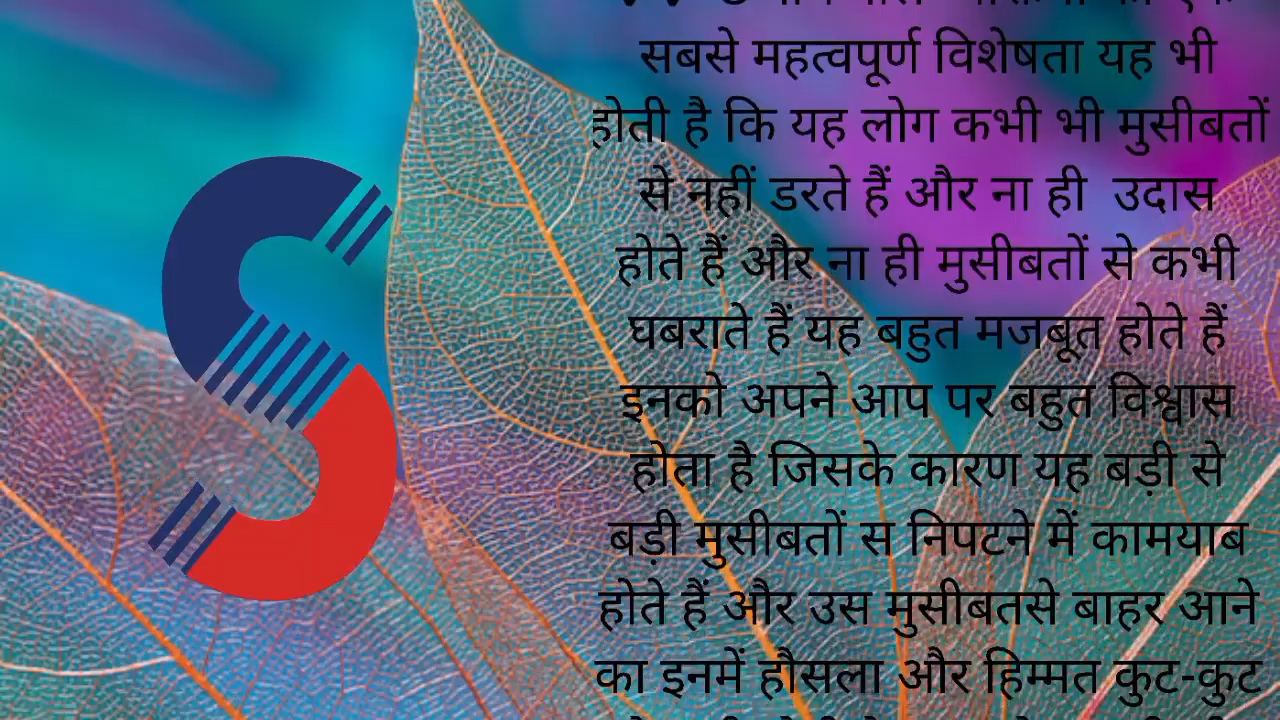 S
सबसे महत्वपूर्ण विशेषता यह भी
होती है कि यह लोग कभी भी मुसीबतों
से नहीं डरते हैं और ना ही उदास
होते हैं और ना ही मुसीबतों से कभी
घबराते हैं यह बहुत मजबूत होते हैं
इनको अपने आप पर बहुत विश्वास
होता है जिसके कारण यह बड़ी से
बड़ी मुसीबतों स निपटने में कामयाब
होते हैं और उस मुसीबतसे बाहर आने
का इनमें हौसला और हिम्मत कुट-कुट